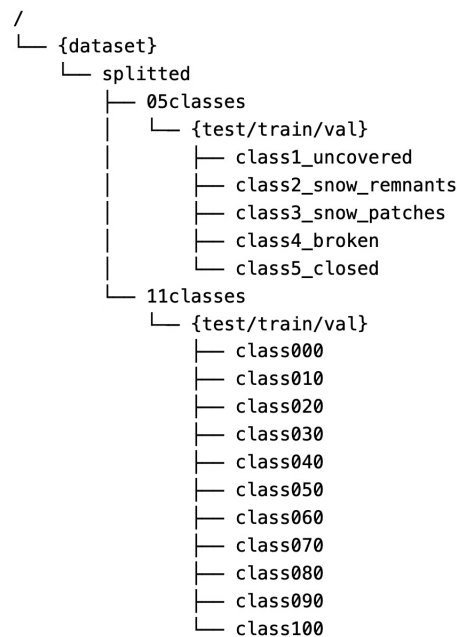 /
└── {dataset}
    └── splitted
        ├── 05classes
        │   └── {test/train/val}
        │       ├── class1_uncovered
        │       ├── class2_snow_remnants
        │       ├── class3_snow_patches
        │       ├── class4_broken
        │       └── class5_closed
        └── 11classes
            └── {test/train/val}
                ├── class000
                ├── class010
                ├── class020
                ├── class030
                ├── class040
                ├── class050
                ├── class060
                ├── class070
                ├── class080
                ├── class090
                └── class100